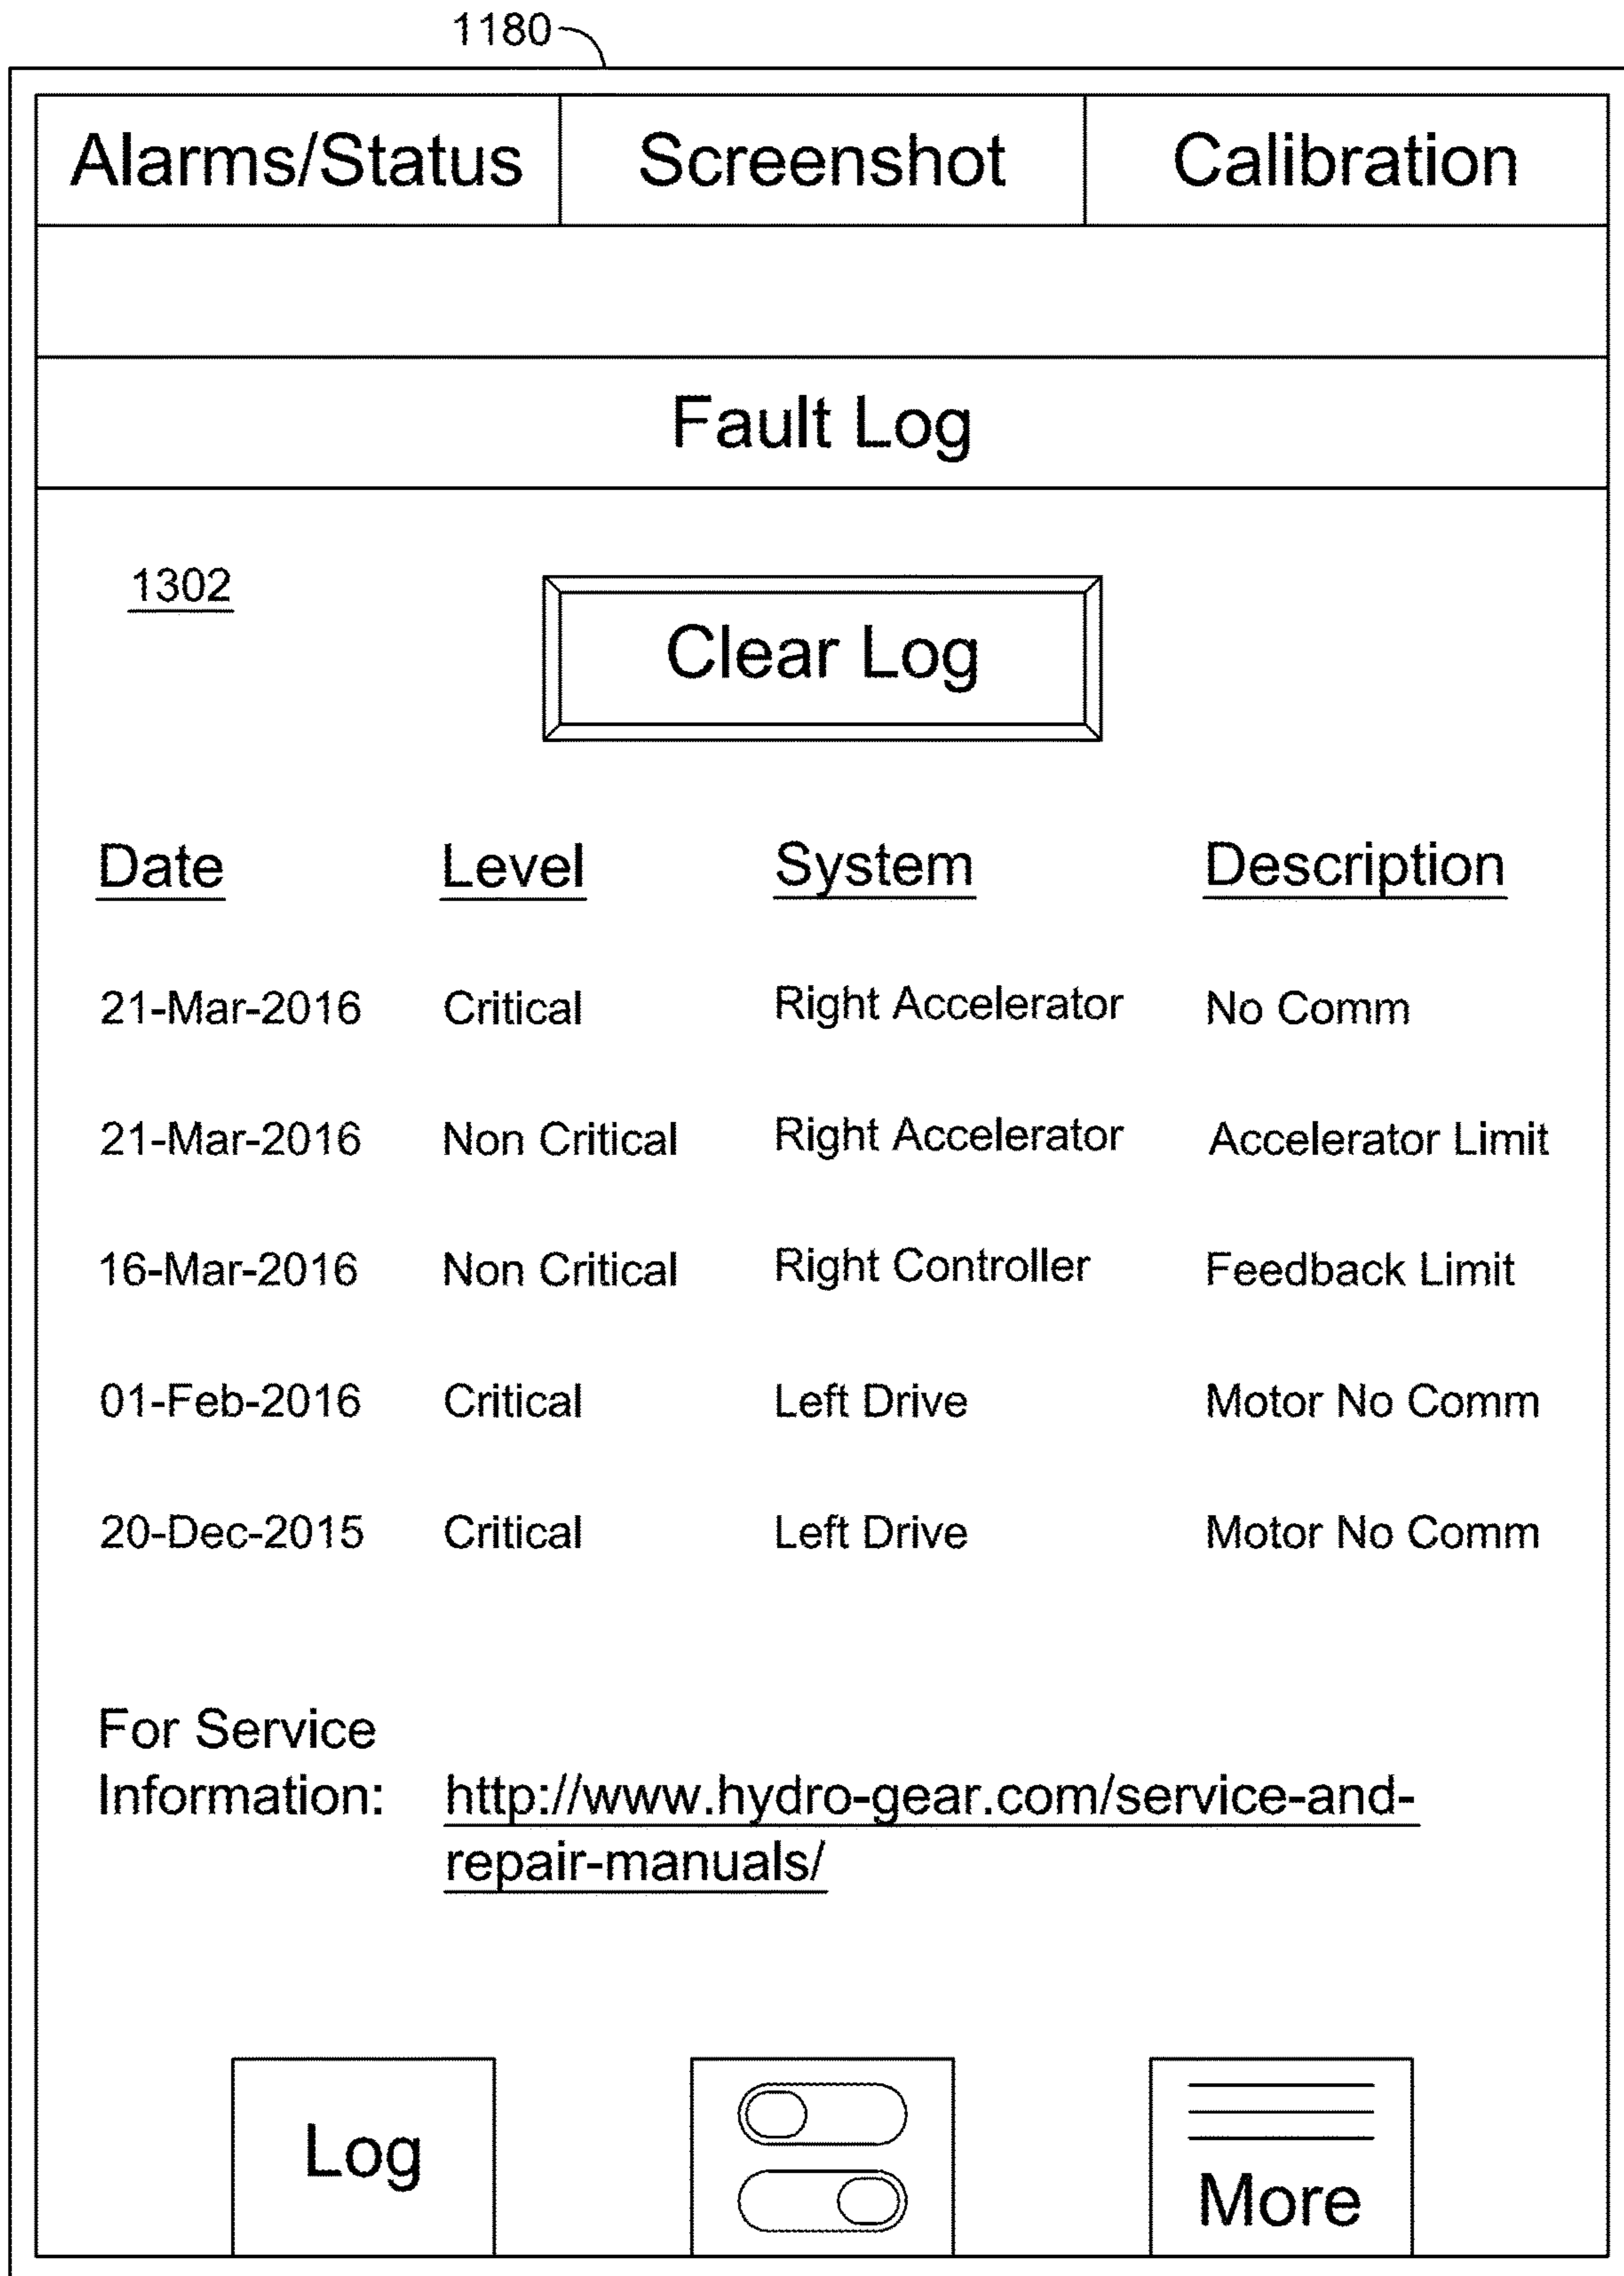 1180
Alarms/Status Screenshot Calibration
Fault Log
1302
Clear Log
Date Level System Description
21-Mar-2016 Critical Right Accelerator No Comm
21-Mar-2016 Non Critical Right Accelerator Accelerator Limit
16-Mar-2016 Non Critical Right Controller Feedback Limit
01-Feb-2016 Critical Left Drive Motor No Comm
20-Dec-2015 Critical Left Drive Motor No Comm
For Service
Information: http://www.hydro-gear.com/service-and-
repair-manuals/
Log More